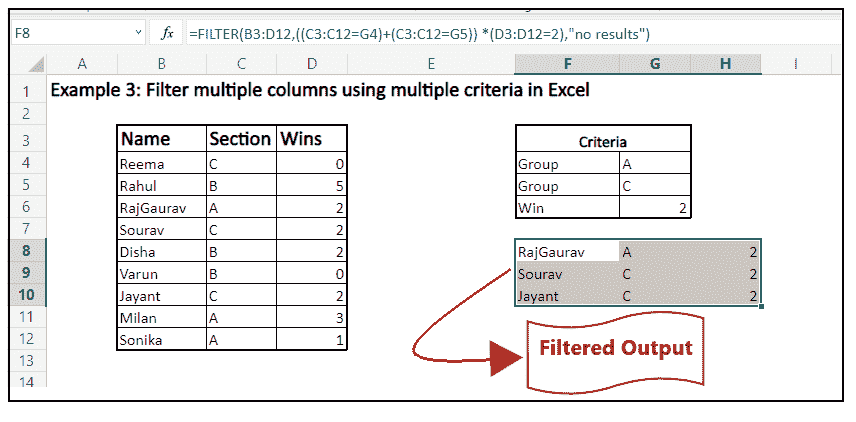 F8 fx =FILTER(B3:D12,((C3:C12=G4)+(C3:C12=G5)) *(D3:D12=2),"no results")
A B C D E F G H I
1 Example 3: Filter multiple columns using multiple criteria in Excel
2
3 Name Section Wins Criteria
4 Reema C 0 Group A
5 Rahul B 5 Group C
6 RajGaurav A 2 Win 2
7 Sourav C 2
8 Disha B 2 RajGaurav A 2
9 Varun B 0 Sourav C 2
10 Jayant C 2 Jayant C 2
11 Milan A 3
12 Sonika A 1 Filtered Output
13
14